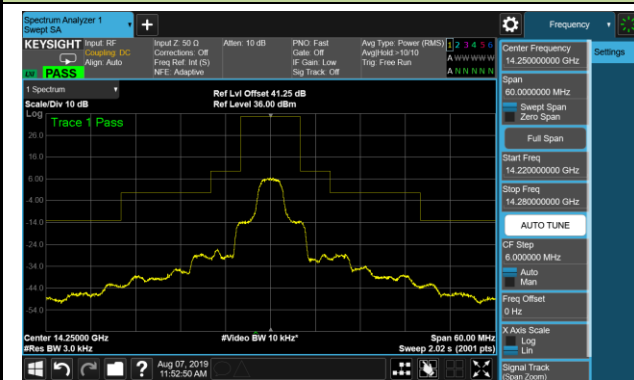 Spectrum Analyzer 1
Swept SA
+
Frequency
KEYSIGHT
Input: RF
Coupling: DC
Align: Auto
PASS
Input Z: 50 Ω
Corrections: Off
Freq Ref: Int (S)
NFE: Adaptive
Atten: 10 dB
PNO: Fast
Gate: Off
IF Gain: Low
Sig Track: Off
Avg Type: Power (RMS)
Avg|Hold:>10/10
Trig: Free Run
1 2 3 4 5 6
A W W W W W
A N N N N N
Center Frequency
14.250000000 GHz
Settings
Span
60.0000000 MHz
Swept Span
Zero Span
Full Span
Start Freq
14.220000000 GHz
Stop Freq
14.280000000 GHz
AUTO TUNE
CF Step
6.000000 MHz
Auto
Man
Freq Offset
0 Hz
X Axis Scale
Log
Lin
Signal Track
(Span Zoom)
1 Spectrum
Scale/Div 10 dB
Ref Lvl Offset 41.25 dB
Ref Level 36.00 dBm
Log
Trace 1 Pass
26.0
16.0
6.00
-4.00
-14.0
-24.0
-34.0
-44.0
-54.0
Center 14.25000 GHz
#Res BW 3.0 kHz
#Video BW 10 kHz*
Span 60.00 MHz
Sweep 2.02 s (2001 pts)
?
Aug 07, 2019
11:52:50 AM